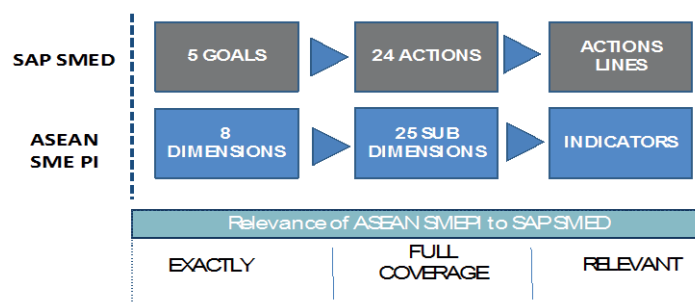 SAP SMED
5 GOALS
24 ACTIONS
ACTIONS
LINES
ASEAN
SME PI
8
DIMENSIONS
25 SUB
DIMENSIONS
INDICATORS
Relevance of ASEAN SMEPI to SAP SMED
EXACTLY
FULL
COVERAGE
RELEVANT